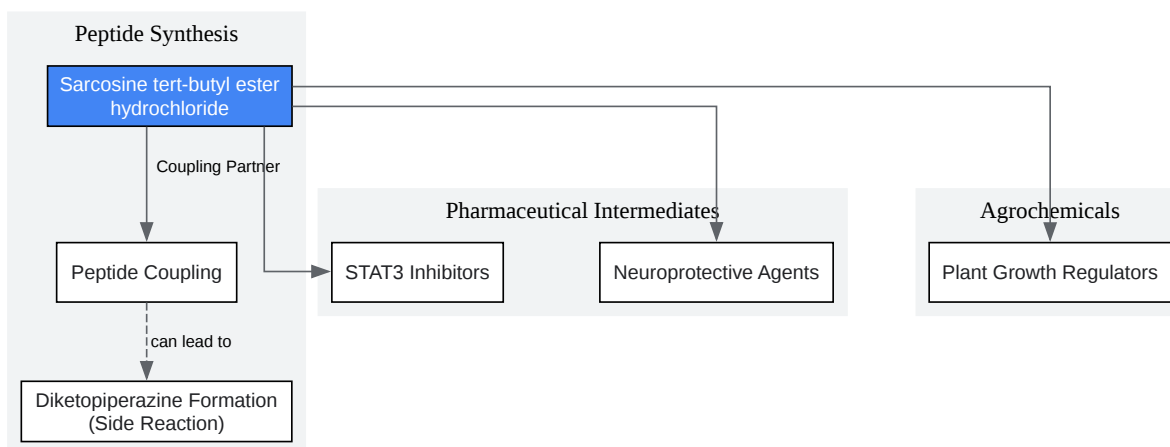 Peptide Synthesis
Sarcosine tert-butyl ester
hydrochloride
Coupling Partner
Pharmaceutical Intermediates
Agrochemicals
Peptide Coupling
STAT3 Inhibitors
Neuroprotective Agents
Plant Growth Regulators
can lead to
Diketopiperazine Formation
(Side Reaction)